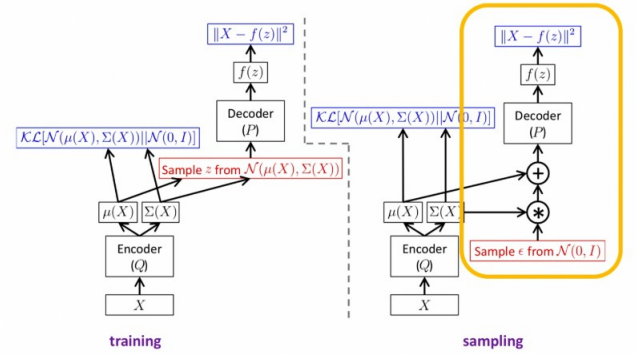 ‖X − f(z)‖²
f(z)
Decoder
(P)
𝒦ℒ[𝒩(μ(X), Σ(X))||𝒩(0, I)]
Sample z from 𝒩(μ(X), Σ(X))
μ(X)
Σ(X)
Encoder
(Q)
X
training
‖X − f(z)‖²
f(z)
Decoder
(P)
𝒦ℒ[𝒩(μ(X), Σ(X))||𝒩(0, I)]
+
μ(X)
Σ(X)
*
Encoder
(Q)
Sample ϵ from 𝒩(0, I)
X
sampling